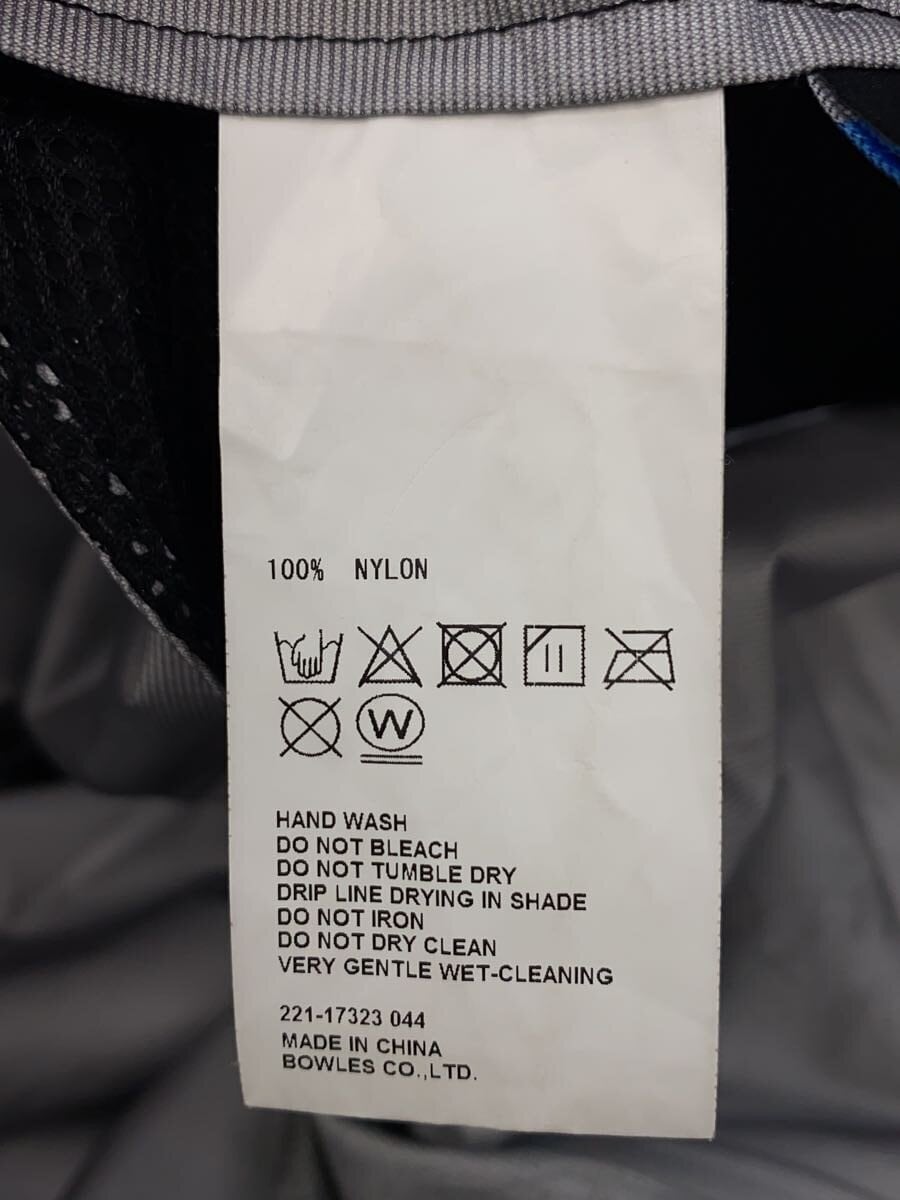 100% NYLON
W
HAND WASH
DO NOT BLEACH
DO NOT TUMBLE DRY
DRIP LINE DRYING IN SHADE
DO NOT IRON
DO NOT DRY CLEAN
VERY GENTLE WET-CLEANING
221-17323 044
MADE IN CHINA
BOWLES CO.,LTD.